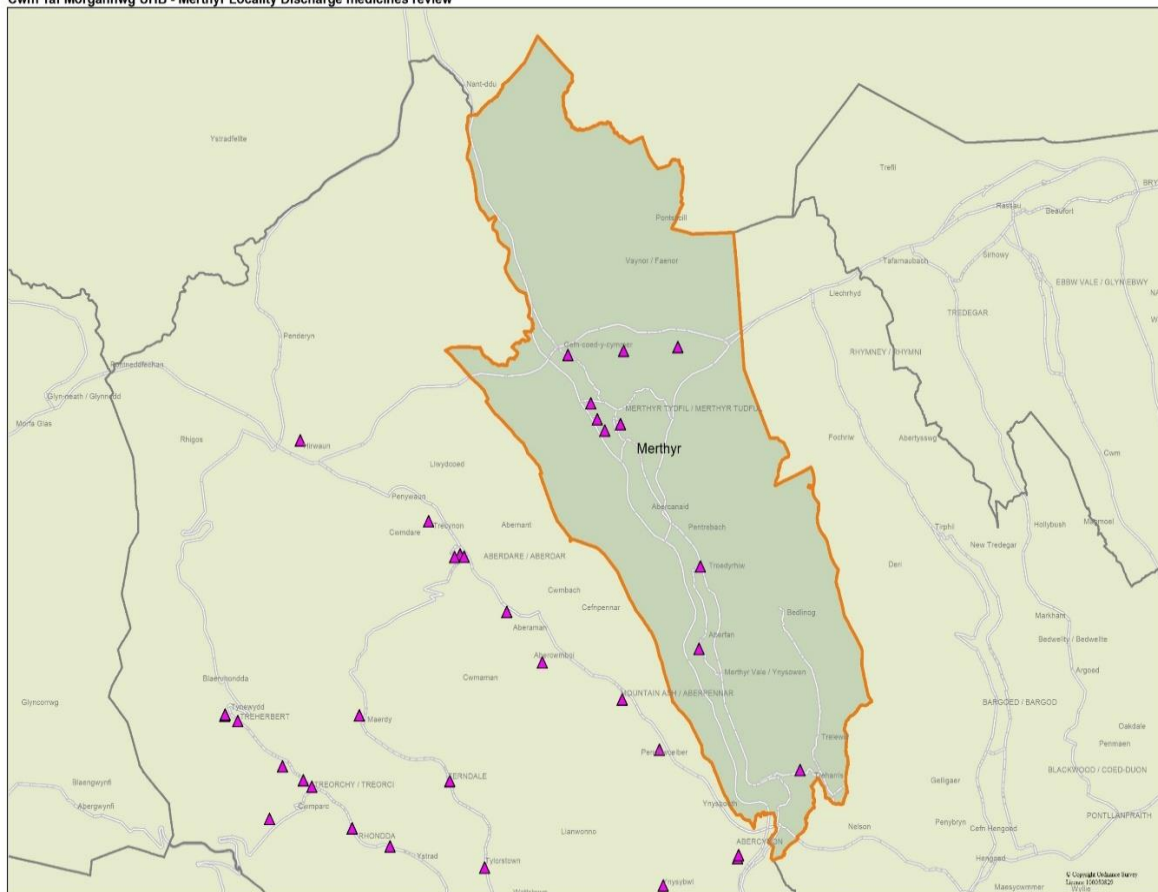 Cwm Taf Morgannwg UHB - Merthyr Locality Discharge medicines review
Nant-ddu
Ystradfellte
Trefil
Rassau
Beaufort
Pontsticill
Vaynor / Faenor
Tafarnaubach
Sirhowy
EBBW VALE / GLYN EBWY
Llechrhyd
TREDEGAR
Penderyn
Cefn-coed-y-cymmer
RHYMNEY / RHYMNI
Pontneddfechan
Glyn-neath / Glynnedd
MERTHYR TYDFIL / MERTHYR TUDFUL
Morfa Glas
Rhigos
Hirwaun
Fochriw
Abertysswg
Merthyr
Cwm
Llwydcoed
Penywaun
Abercanaid
Trecynon
Abernant
Cwmdare
Pentrebach
Hollybush
Manmoel
Tirphil
New Tredegar
ABERDARE / ABERDAR
Troedyrhiw
Deri
Cwmbach
Cefnpennar
Bedlinog
Markham
Aberaman
Aberfan
Bedwellty / Bedwellte
Abercwmboi
Argoed
Blaenrhondda
Cwmaman
Merthyr Vale / Ynysowen
MOUNTAIN ASH / ABERPENNAR
Glyncorrwg
Tynewydd
TREHERBERT
Maerdy
BARGOED / BARGOD
Oakdale
Trelewis
Penmaen
Penrhiwceiber
BLACKWOOD / COED-DUON
Blaengwynfi
TREORCHY / TREORCI
FERNDALE
Treharris
Gelligaer
Abergwynfi
Cwmparc
Ynysboeth
PONTLLANFRAITH
RHONDDA
Llanwonno
Nelson
Penybryn
Cefn Hengoed
ABERCYNON
Ystrad
Hengoed
Tylorstown
Ynysybwl
Maesycwmmer
Wyllie
© Crown Copyright Ordnance Survey